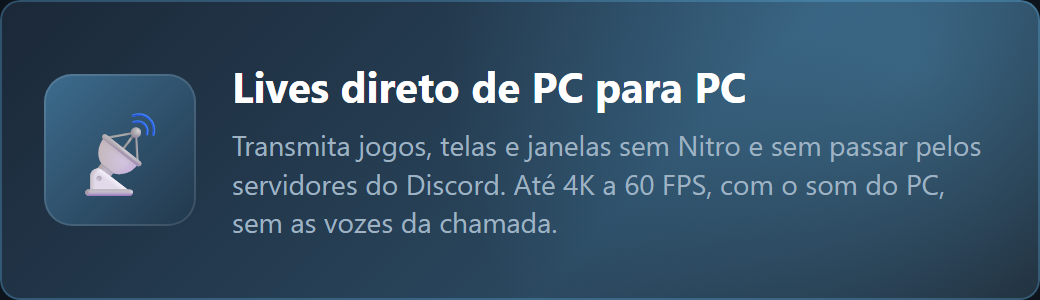 Lives direto de PC para PC
Transmita jogos, telas e janelas sem Nitro e sem passar pelos
servidores do Discord. Até 4K a 60 FPS, com o som do PC,
sem as vozes da chamada.